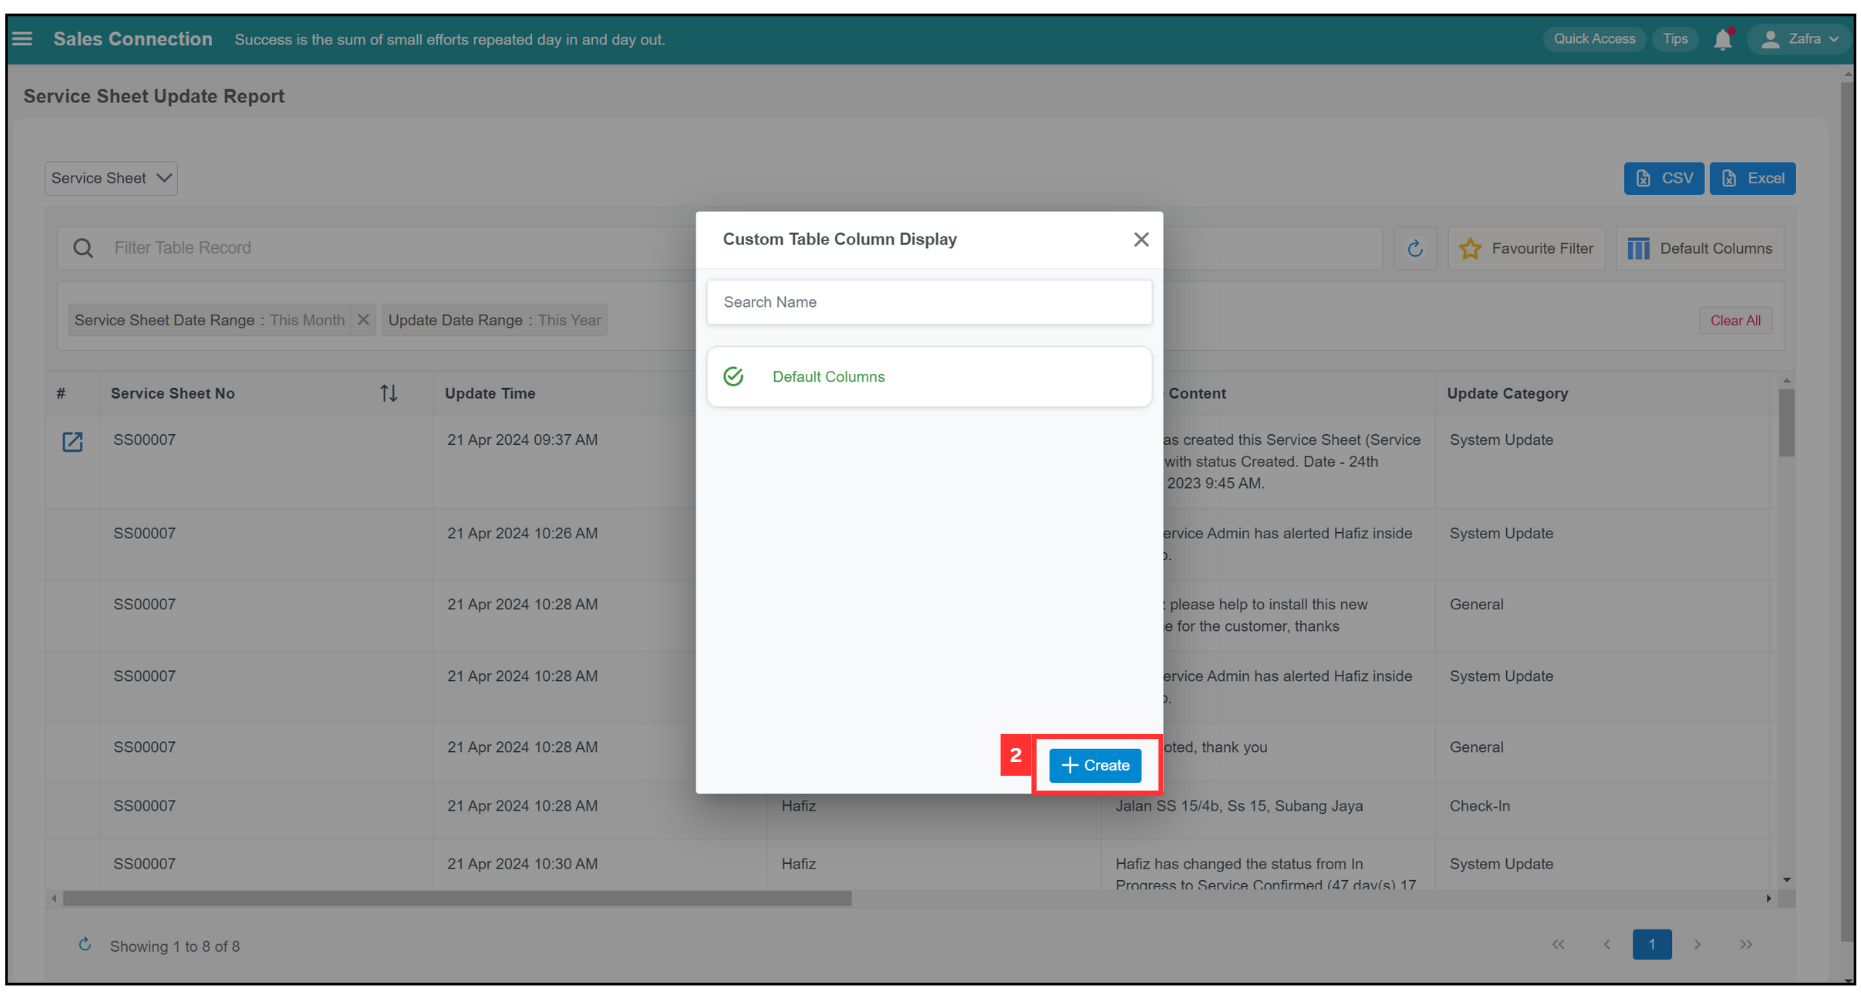 Sales Connection Success is the sum of small efforts repeated day in and day out. Quick Access Tips Zafra
Service Sheet Update Report
Service Sheet CSV Excel
Filter Table Record Favourite Filter Default Columns
Service Sheet Date Range : This Month Update Date Range : This Year Clear All
Custom Table Column Display
Search Name
Default Columns
2 + Create
# Service Sheet No Update Time Content Update Category
SS00007 21 Apr 2024 09:37 AM as created this Service Sheet (Service System Update
with status Created. Date - 24th
2023 9:45 AM.
SS00007 21 Apr 2024 10:26 AM ervice Admin has alerted Hafiz inside System Update
SS00007 21 Apr 2024 10:28 AM please help to install this new General
e for the customer, thanks
SS00007 21 Apr 2024 10:28 AM ervice Admin has alerted Hafiz inside System Update
SS00007 21 Apr 2024 10:28 AM oted, thank you General
SS00007 21 Apr 2024 10:28 AM Hafiz Jalan SS 15/4b, Ss 15, Subang Jaya Check-In
SS00007 21 Apr 2024 10:30 AM Hafiz Hafiz has changed the status from In System Update
Progress to Service Confirmed (47 day(s) 17
Showing 1 to 8 of 8 << < 1 > >>